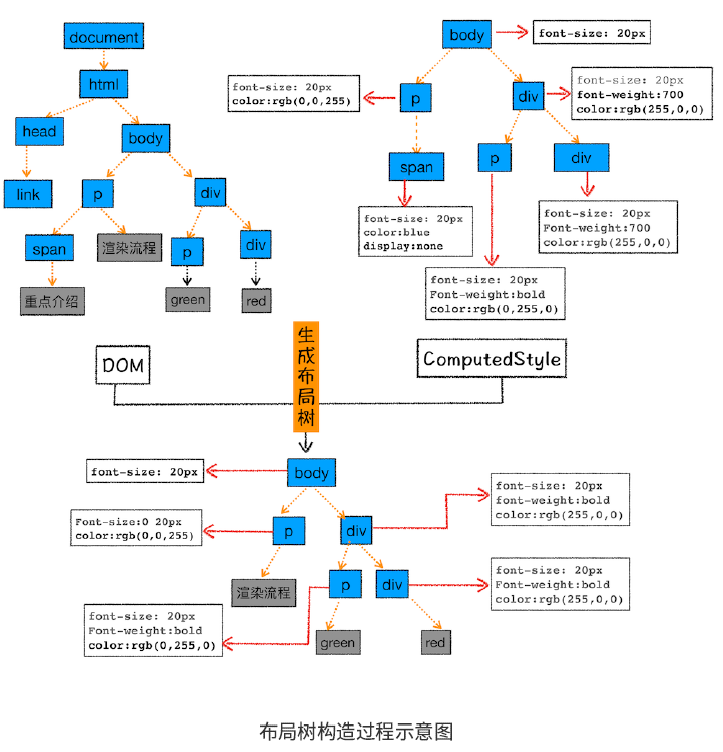 document
html
head
body
link
p
div
span
渲染流程
p
div
重点介绍
green
red
body
font-size: 20px
font-size: 20px
color:rgb(0,0,255)
p
div
font-size: 20px
font-weight:700
color:rgb(255,0,0)
span
p
div
font-size: 20px
color:blue
display:none
font-size: 20px
Font-weight:700
color:rgb(255,0,0)
font-size: 20px
Font-weight:bold
color:rgb(0,255,0)
DOM
生成布局树
ComputedStyle
font-size: 20px
body
font-size: 20px
font-weight:bold
color:rgb(255,0,0)
Font-size:0 20px
color:rgb(0,0,255)
p
div
渲染流程
p
div
font-size: 20px
Font-weight:bold
color:rgb(255,0,0)
font-size: 20px
Font-weight:bold
color:rgb(0,255,0)
green
red
布局树构造过程示意图